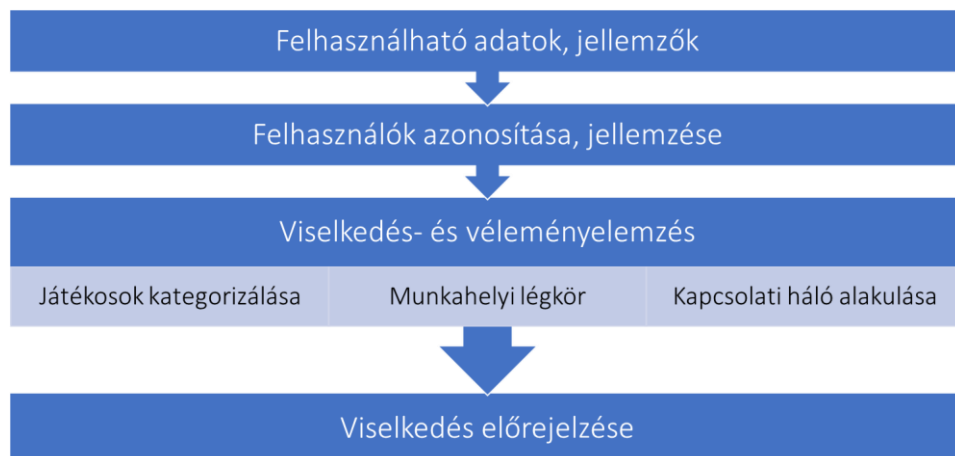 Felhasználható adatok, jellemzők
Felhasználók azonosítása, jellemzése
Viselkedés- és véleményelemzés
Játékosok kategorizálása
Munkahelyi légkör
Kapcsolati háló alakulása
Viselkedés előrejelzése